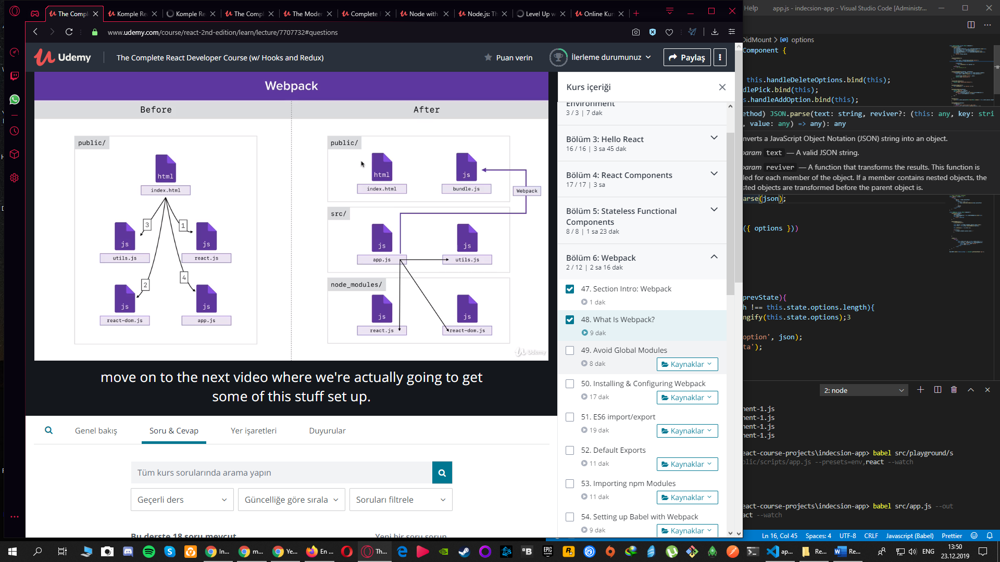 The Compl
Komple Re
Komple Re
The Compl
The Moder
Complete
Node with
Node.js: Th
Level Up w
Online Kur
www.udemy.com/course/react-2nd-edition/learn/lecture/7707732#questions
Udemy
The Complete React Developer Course (w/ Hooks and Redux)
Puan verin
İlerleme durumunuz
Paylaş
Webpack
Before
After
public/
html
index.html
3
1
js
utils.js
js
react.js
2
4
js
react-dom.js
js
app.js
public/
html
index.html
js
bundle.js
Webpack
src/
js
app.js
js
utils.js
node_modules/
js
react.js
js
react-dom.js
Udemy
move on to the next video where we're actually going to get
some of this stuff set up.
Genel bakış
Soru & Cevap
Yer işaretleri
Duyurular
Tüm kurs sorularında arama yapın
Geçerli ders
Güncelliğe göre sırala
Soruları filtrele
Bu derste 18 soru mevcut
Yeni bir soru sorun
Kurs içeriği
Environment
3 / 3 | 7 dak
Bölüm 3: Hello React
16 / 16 | 3 sa 45 dak
Bölüm 4: React Components
17 / 17 | 3 sa
Bölüm 5: Stateless Functional
Components
8 / 8 | 1 sa 23 dak
Bölüm 6: Webpack
2 / 12 | 2 sa 16 dak
47. Section Intro: Webpack
1 dak
48. What Is Webpack?
9 dak
49. Avoid Global Modules
8 dak
Kaynaklar
50. Installing & Configuring Webpack
17 dak
Kaynaklar
51. ES6 import/export
19 dak
Kaynaklar
52. Default Exports
11 dak
Kaynaklar
53. Importing npm Modules
11 dak
Kaynaklar
54. Setting up Babel with Webpack
9 dak
Kaynaklar
Help
app.js - indecsion-app - Visual Studio Code [Administr...
DidMount > options
Component {
this.handleDeleteOptions.bind(this);
dlePick.bind(this);
s.handleAddOption.bind(this);
ethod) JSON.parse(text: string, reviver?: (this: any, key: stri
, value: any) => any): any
nverts a JavaScript Object Notation (JSON) string into an object.
param text — A valid JSON string.
param reviver — A function that transforms the results. This function is
led for each member of the object. If a member contains nested objects, the
sted objects are transformed before the parent object is.
arse(json);
({ options }))
prevState){
h !== this.state.options.length){
ngify(this.state.options);3
option', json);
ta');
2: node
ment-1.js
ment-1.js
ment-1.js
ment-1.js
eact-course-projects\indecsion-app> babel src/playground/s
blic/scripts/app.js --presets=env,react --watch
eact-course-projects\indecsion-app> babel src/app.js --out
act --watch
Ln 16, Col 45
Spaces: 4
UTF-8
CRLF
Javascript (Babel)
Prettier
In...
m...
Ye...
En ...
Th...
ap...
Re...
Re...
ENG
13:50
23.12.2019